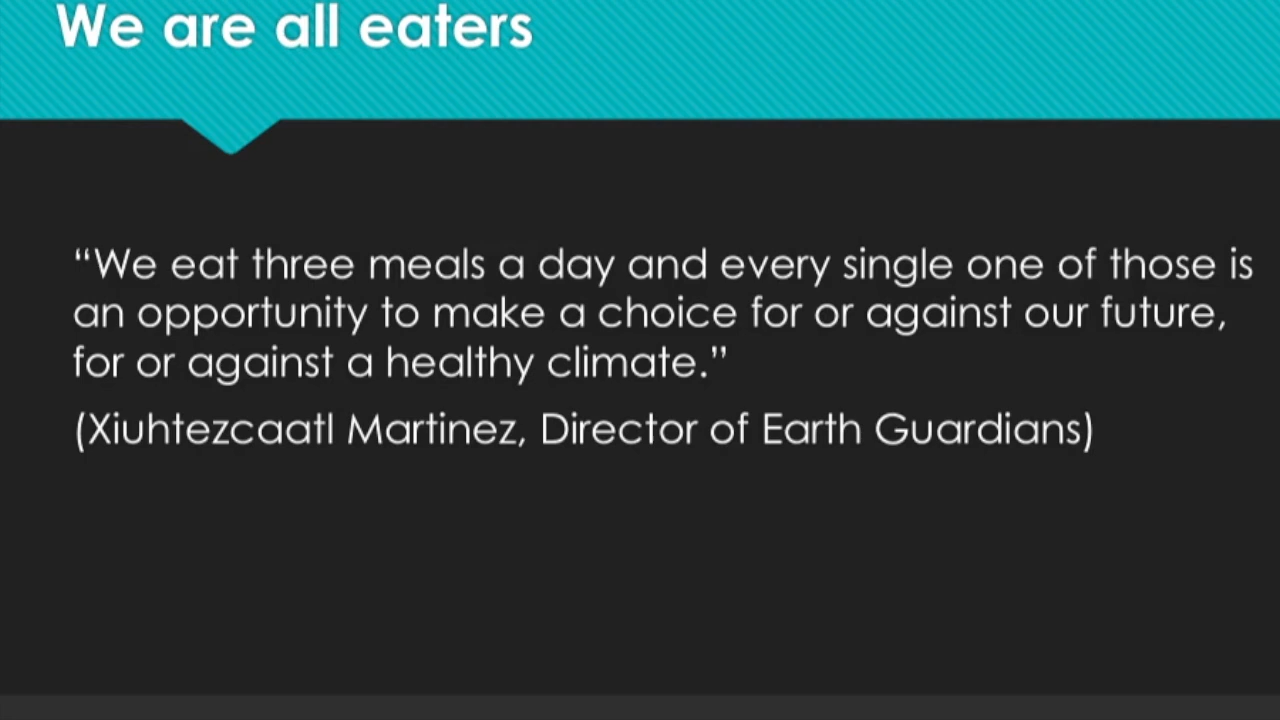 We are all eaters
“We eat three meals a day and every single one of those is
an opportunity to make a choice for or against our future,
for or against a healthy climate.”
(Xiuhtezcaatl Martinez, Director of Earth Guardians)